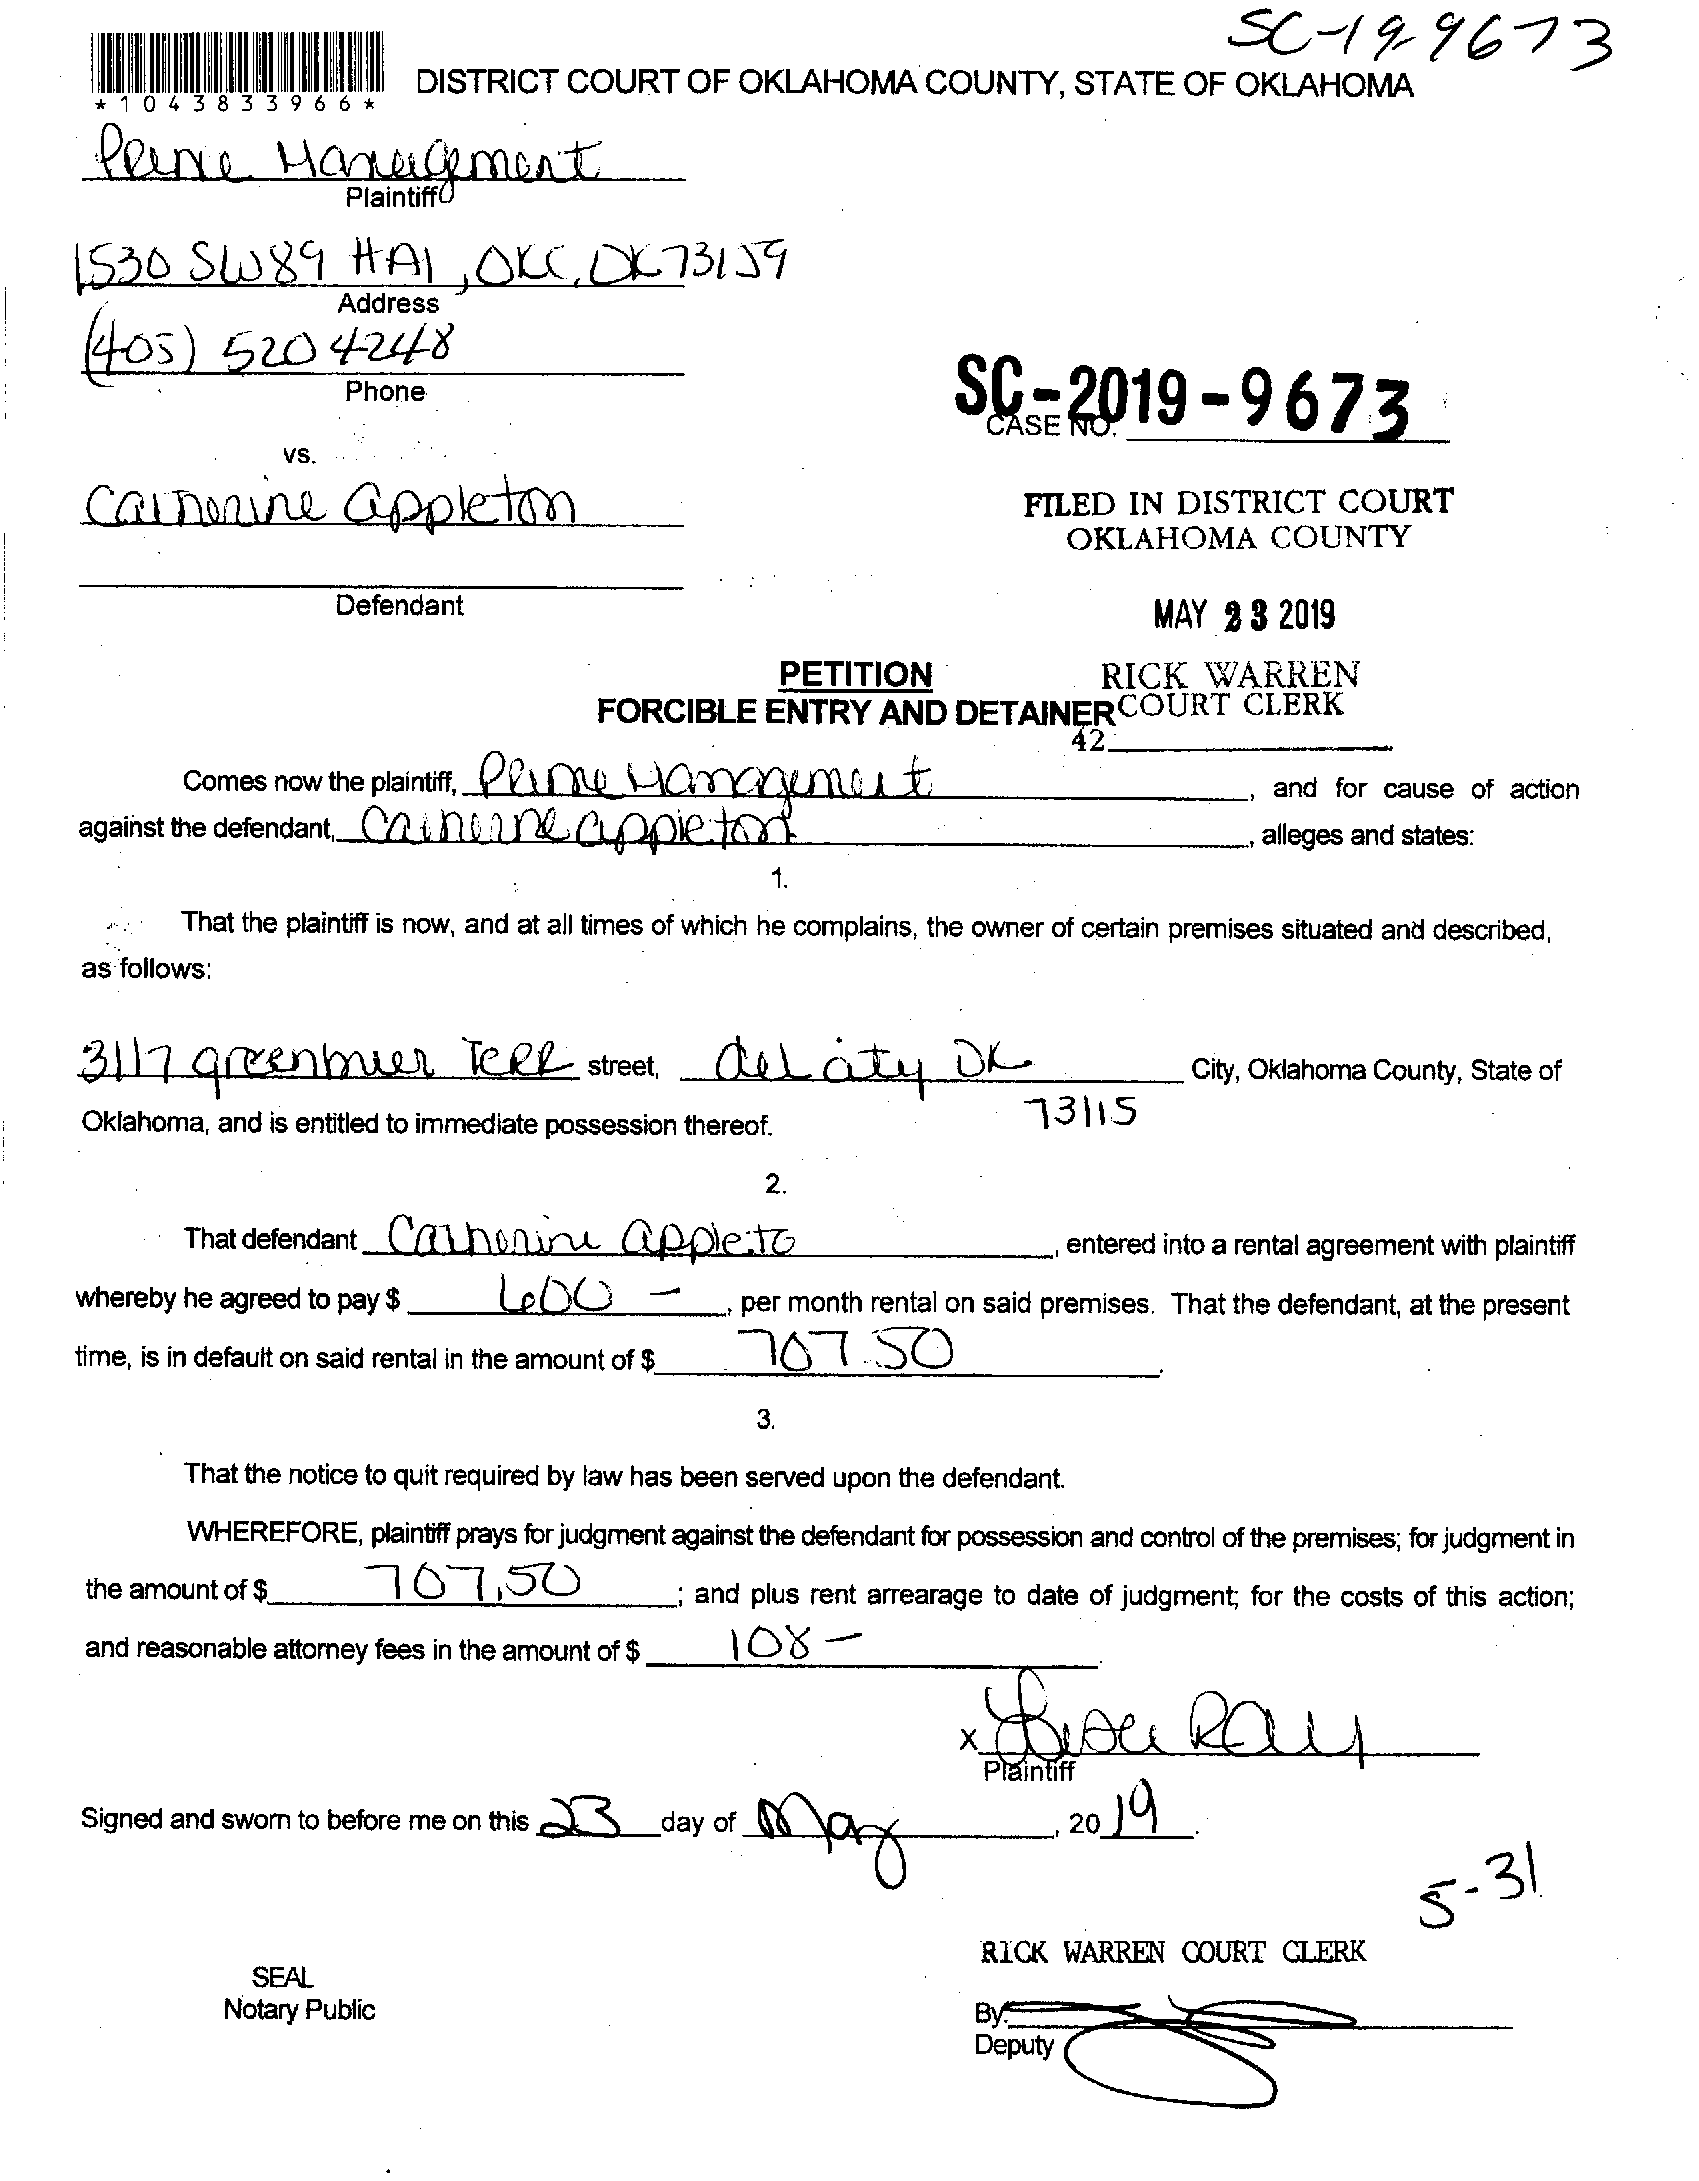 SC-19-9673
*1043833966*
DISTRICT COURT OF OKLAHOMA COUNTY, STATE OF OKLAHOMA
Prime Management
Plaintiff
1530 SW 89 #A1, OKC, OK 73159
Address
(405) 520 4248
Phone
SC-2019-9673
CASE NO.
vs.
Catherine Appleton
FILED IN DISTRICT COURT
OKLAHOMA COUNTY
Defendant
MAY 23 2019
PETITION
RICK WARREN
FORCIBLE ENTRY AND DETAINER
COURT CLERK
42
Comes now the plaintiff, Prime Management, and for cause of action
against the defendant, Catherine Appleton, alleges and states:
1.
That the plaintiff is now, and at all times of which he complains, the owner of certain premises situated and described,
as follows:
3117 greenbrier Terr street, del city OK City, Oklahoma County, State of
73115
Oklahoma, and is entitled to immediate possession thereof.
2.
That defendant Catherine Appleto, entered into a rental agreement with plaintiff
whereby he agreed to pay $ 600 -, per month rental on said premises. That the defendant, at the present
time, is in default on said rental in the amount of $ 707.50.
3.
That the notice to quit required by law has been served upon the defendant.
WHEREFORE, plaintiff prays for judgment against the defendant for possession and control of the premises; for judgment in
the amount of $ 707.50; and plus rent arrearage to date of judgment; for the costs of this action;
and reasonable attorney fees in the amount of $ 108 -.
x Lisa Ray
Plaintiff
Signed and sworn to before me on this 23 day of May, 2019.
5-31
RICK WARREN COURT CLERK
SEAL
Notary Public
By:
Deputy